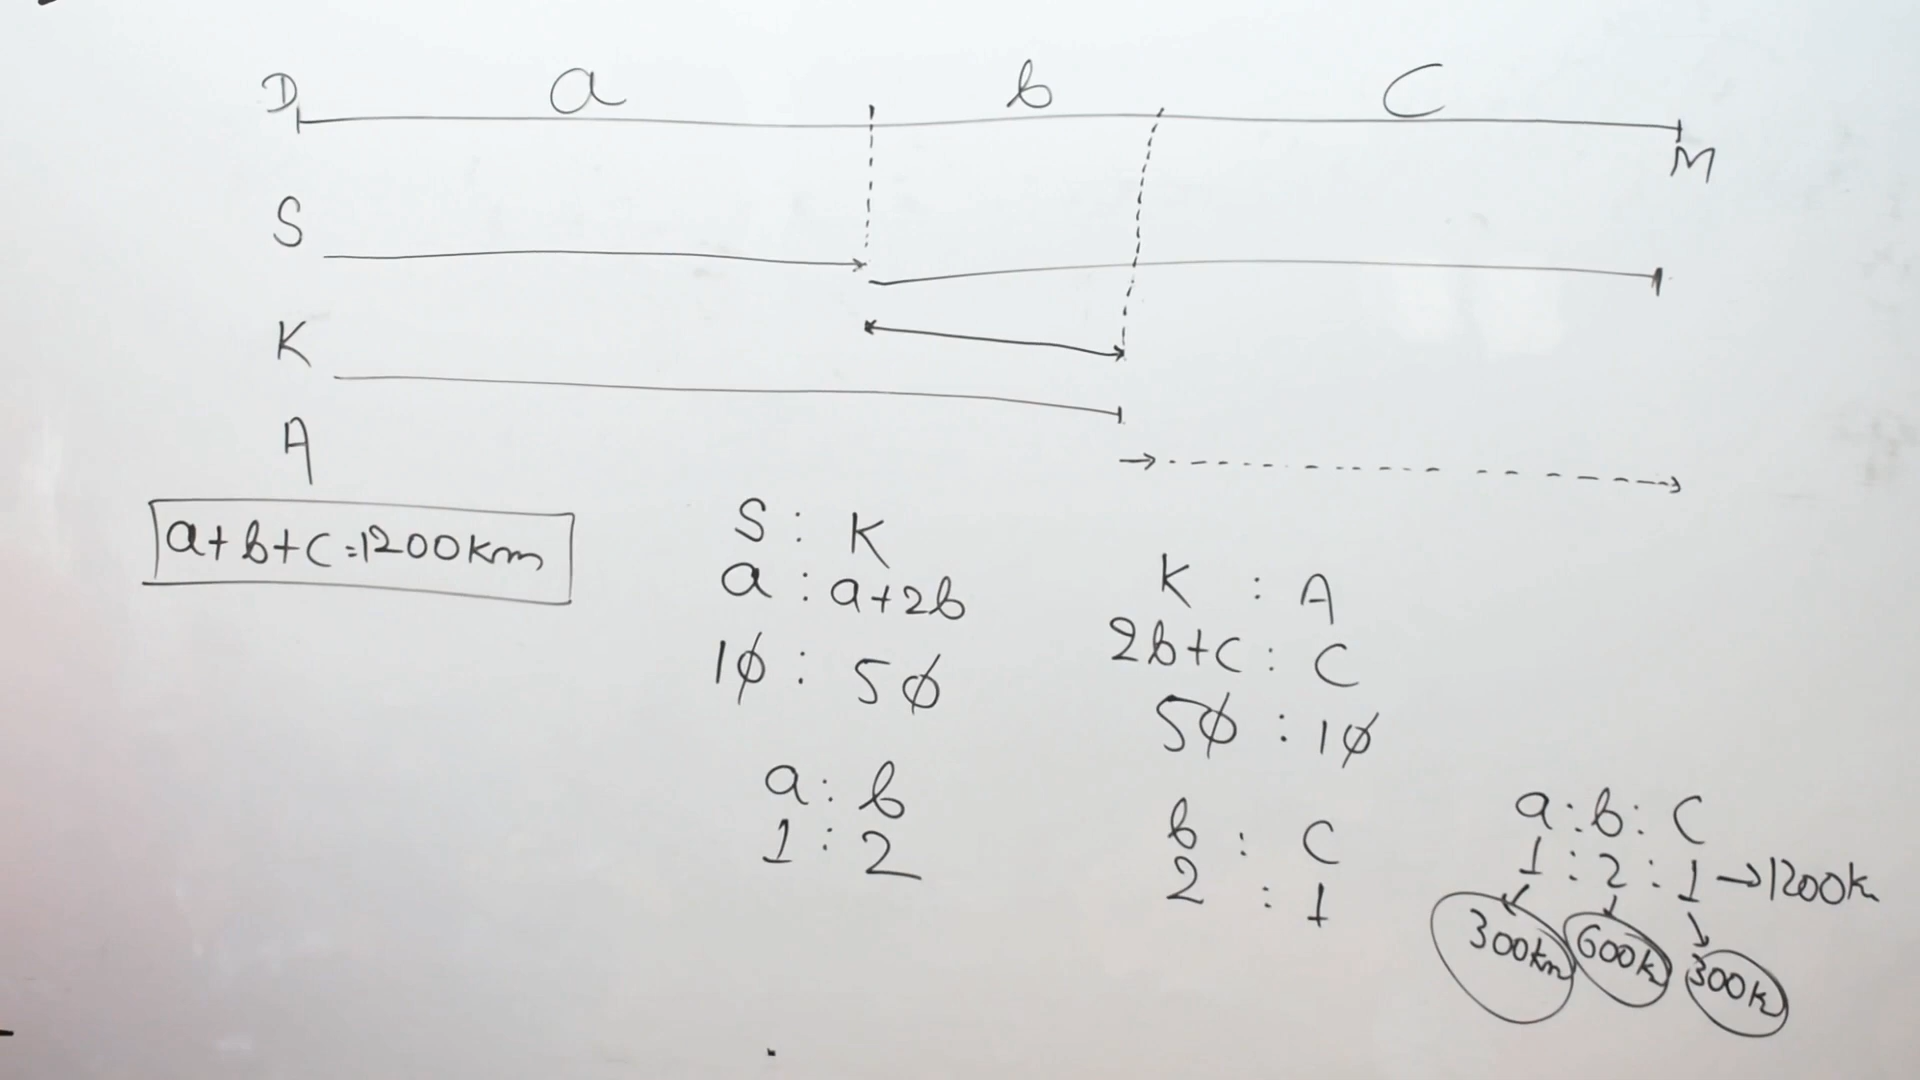 D a b C
M
S
K
A
a+b+c=1200km
S : K
a : a+2b
10 : 50
a : b
1 : 2
K : A
2b+c : C
50 : 10
b : C
2 : 1
a : b : C
1 : 2 : 1 →1200k
300km 600k 300k